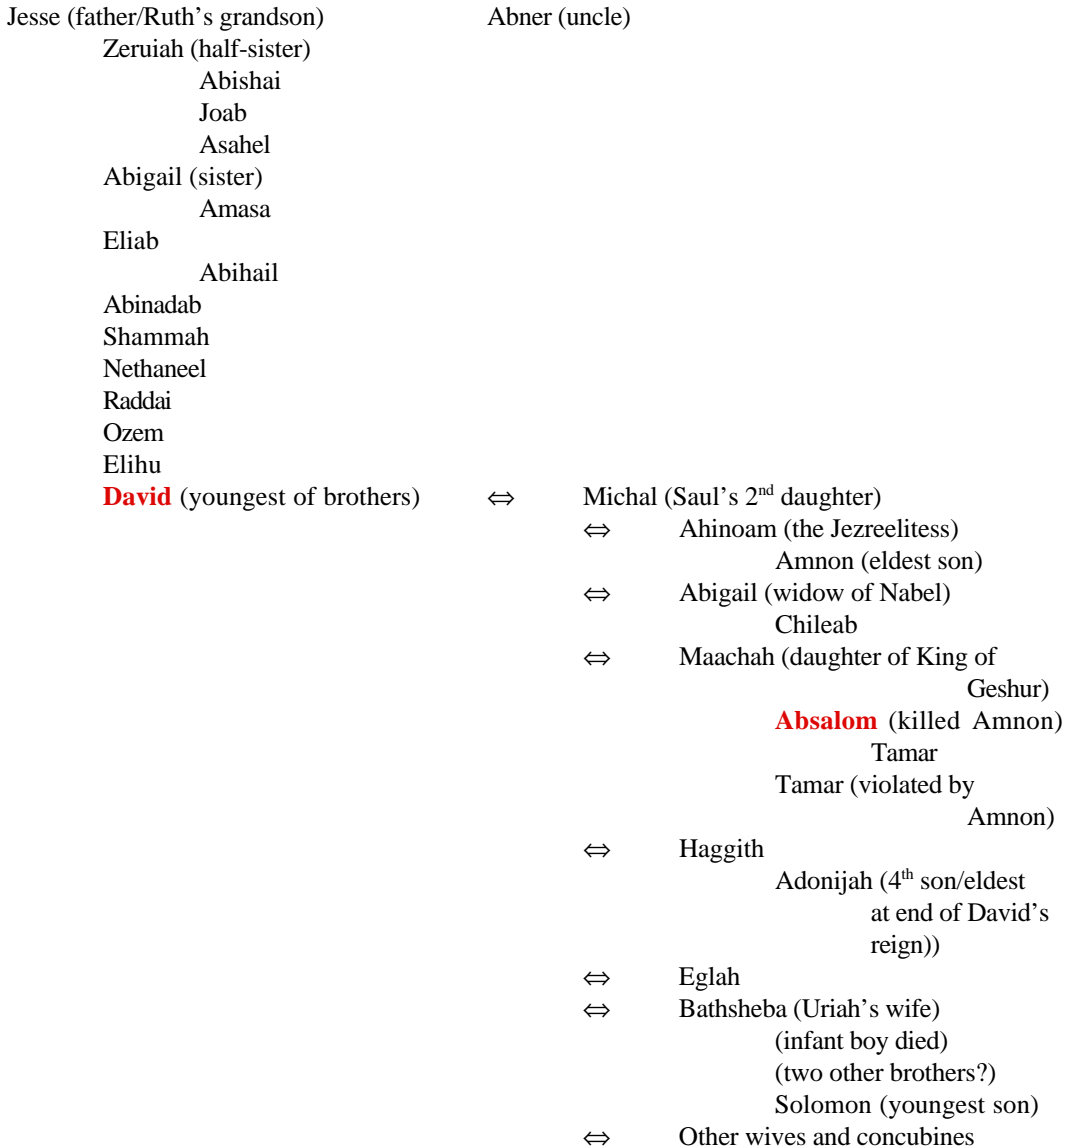 Jesse (father/Ruth’s grandson) Abner (uncle)
Zeruiah (half-sister)
Abishai
Joab
Asahel
Abigail (sister)
Amasa
Eliab
Abihail
Abinadab
Shammah
Nethaneel
Raddai
Ozem
Elihu
David (youngest of brothers) ⇔ Michal (Saul’s 2nd daughter)
⇔ Ahinoam (the Jezreelitess)
Amnon (eldest son)
⇔ Abigail (widow of Nabel)
Chileab
⇔ Maachah (daughter of King of
Geshur)
Absalom (killed Amnon)
Tamar
Tamar (violated by
Amnon)
⇔ Haggith
Adonijah (4th son/eldest
at end of David’s
reign))
⇔ Eglah
⇔ Bathsheba (Uriah’s wife)
(infant boy died)
(two other brothers?)
Solomon (youngest son)
⇔ Other wives and concubines